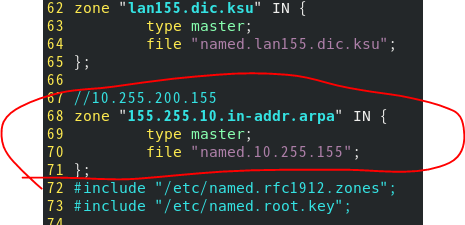 62 zone "lan155.dic.ksu" IN {
63         type master;
64         file "named.lan155.dic.ksu";
65 };
66
67 //10.255.200.155
68 zone "155.255.10.in-addr.arpa" IN {
69         type master;
70         file "named.10.255.155";
71 };
72 #include "/etc/named.rfc1912.zones";
73 #include "/etc/named.root.key";
74